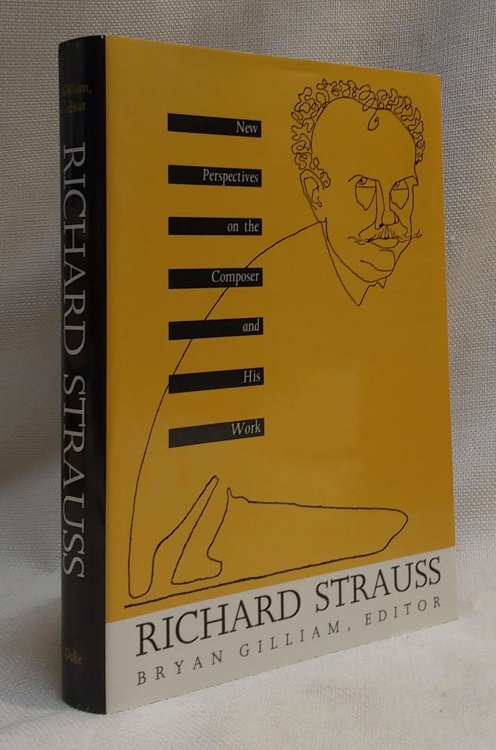 New
Perspectives
on the
Composer
and
His
Work
RICHARD STRAUSS
BRYAN GILLIAM, EDITOR
Gilliam,
editor
RICHARD STRAUSS
Duke